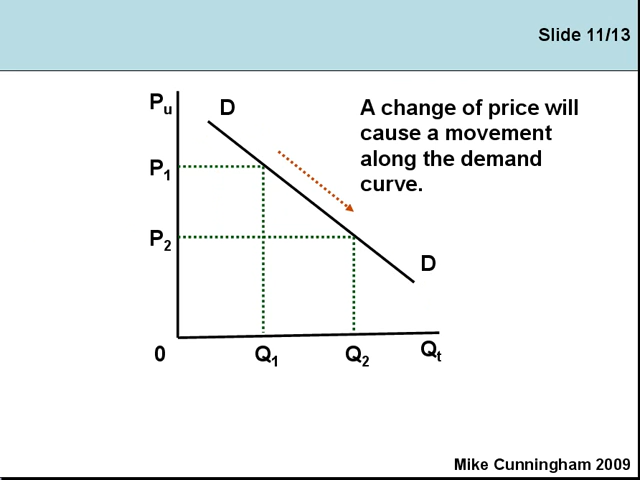 Slide 11/13
Pu
D
A change of price will
cause a movement
along the demand
curve.
P1
P2
D
0
Q1
Q2
Qt
Mike Cunningham 2009